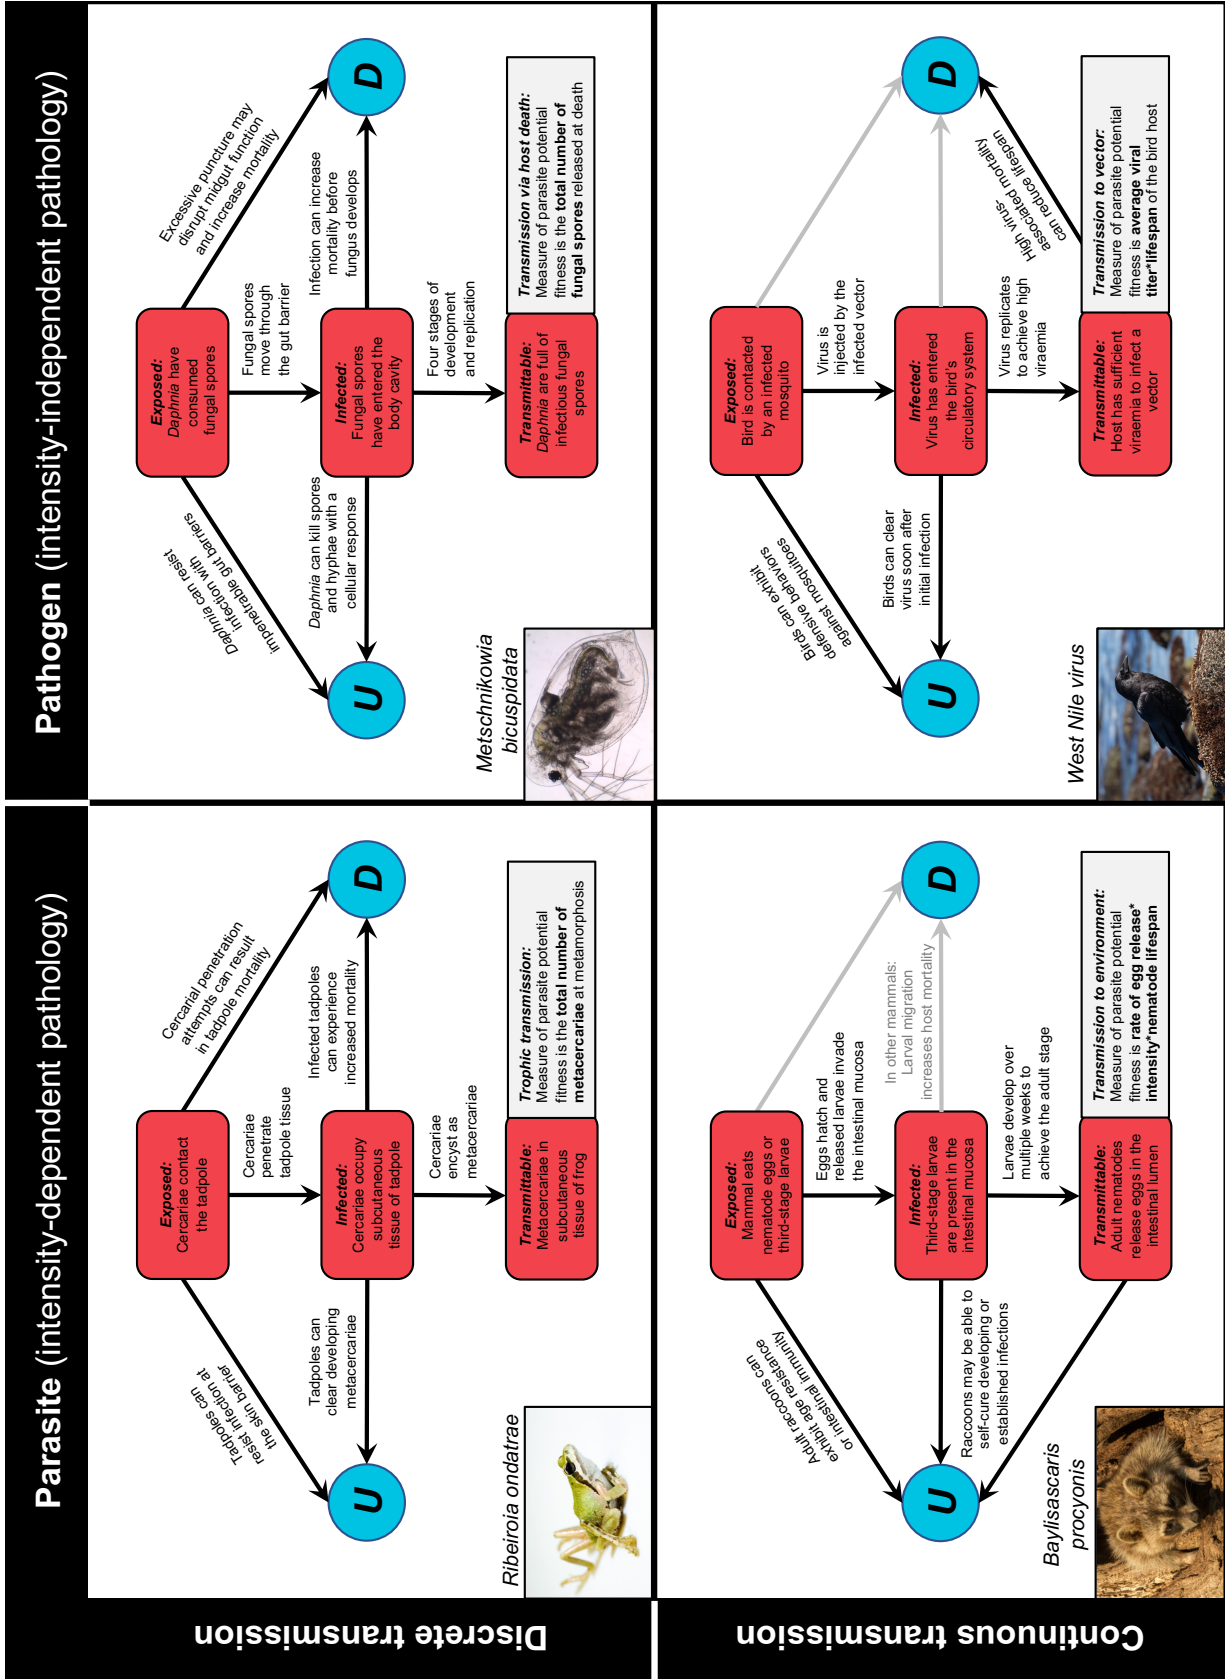 Parasite (intensity-dependent pathology)
Pathogen (intensity-independent pathology)
Discrete transmission
Tadpoles can
resist infection at
the skin barrier
Exposed:
Cercariae contact
the tadpole
Cercarial penetration
attempts can result
in tadpole mortality
Cercariae
penetrate
tadpole tissue
U
Tadpoles can
clear developing
metacercariae
Infected:
Cercariae occupy
subcutaneous
tissue of tadpole
Infected tadpoles
can experience
increased mortality
D
Cercariae
encyst as
metacercariae
Ribeiroia ondatrae
Transmittable:
Metacercariae in
subcutaneous
tissue of frog
Trophic transmission:
Measure of parasite potential
fitness is the total number of
metacercariae at metamorphosis
Daphnia can resist
infection with
impenetrable gut barriers
Exposed:
Daphnia have
consumed
fungal spores
Excessive puncture may
disrupt midgut function
and increase mortality
Fungal spores
move through
the gut barrier
U
Daphnia can kill spores
and hyphae with a
cellular response
Infected:
Fungal spores
have entered the
body cavity
Infection can increase
mortality before
fungus develops
D
Four stages of
development
and replication
Metschnikowia
bicuspidata
Transmittable:
Daphnia are full of
infectious fungal
spores
Transmission via host death:
Measure of parasite potential
fitness is the total number of
fungal spores released at death
Continuous transmission
Adult raccoons can
exhibit age resistance
or intestinal immunity
Exposed:
Mammal eats
nematode eggs or
third-stage larvae
Eggs hatch and
released larvae invade
the intestinal mucosa
In other mammals:
Larval migration
increases host mortality
U
Infected:
Third-stage larvae
are present in the
intestinal mucosa
D
Raccoons may be able to
self-cure developing or
established infections
Larvae develop over
multiple weeks to
achieve the adult stage
Baylisascaris
procyonis
Transmittable:
Adult nematodes
release eggs in the
intestinal lumen
Transmission to environment:
Measure of parasite potential
fitness is rate of egg release*
intensity*nematode lifespan
Birds can exhibit
defensive behaviors
against mosquitoes
Exposed:
Bird is contacted
by an infected
mosquito
Virus is
injected by the
infected vector
U
Birds can clear
virus soon after
initial infection
Infected:
Virus has entered
the bird's
circulatory system
D
Virus replicates
to achieve high
viraemia
High virus-
associated mortality
can reduce lifespan
West Nile virus
Transmittable:
Host has sufficient
viraemia to infect a
vector
Transmission to vector:
Measure of parasite potential
fitness is average viral
titer*lifespan of the bird host